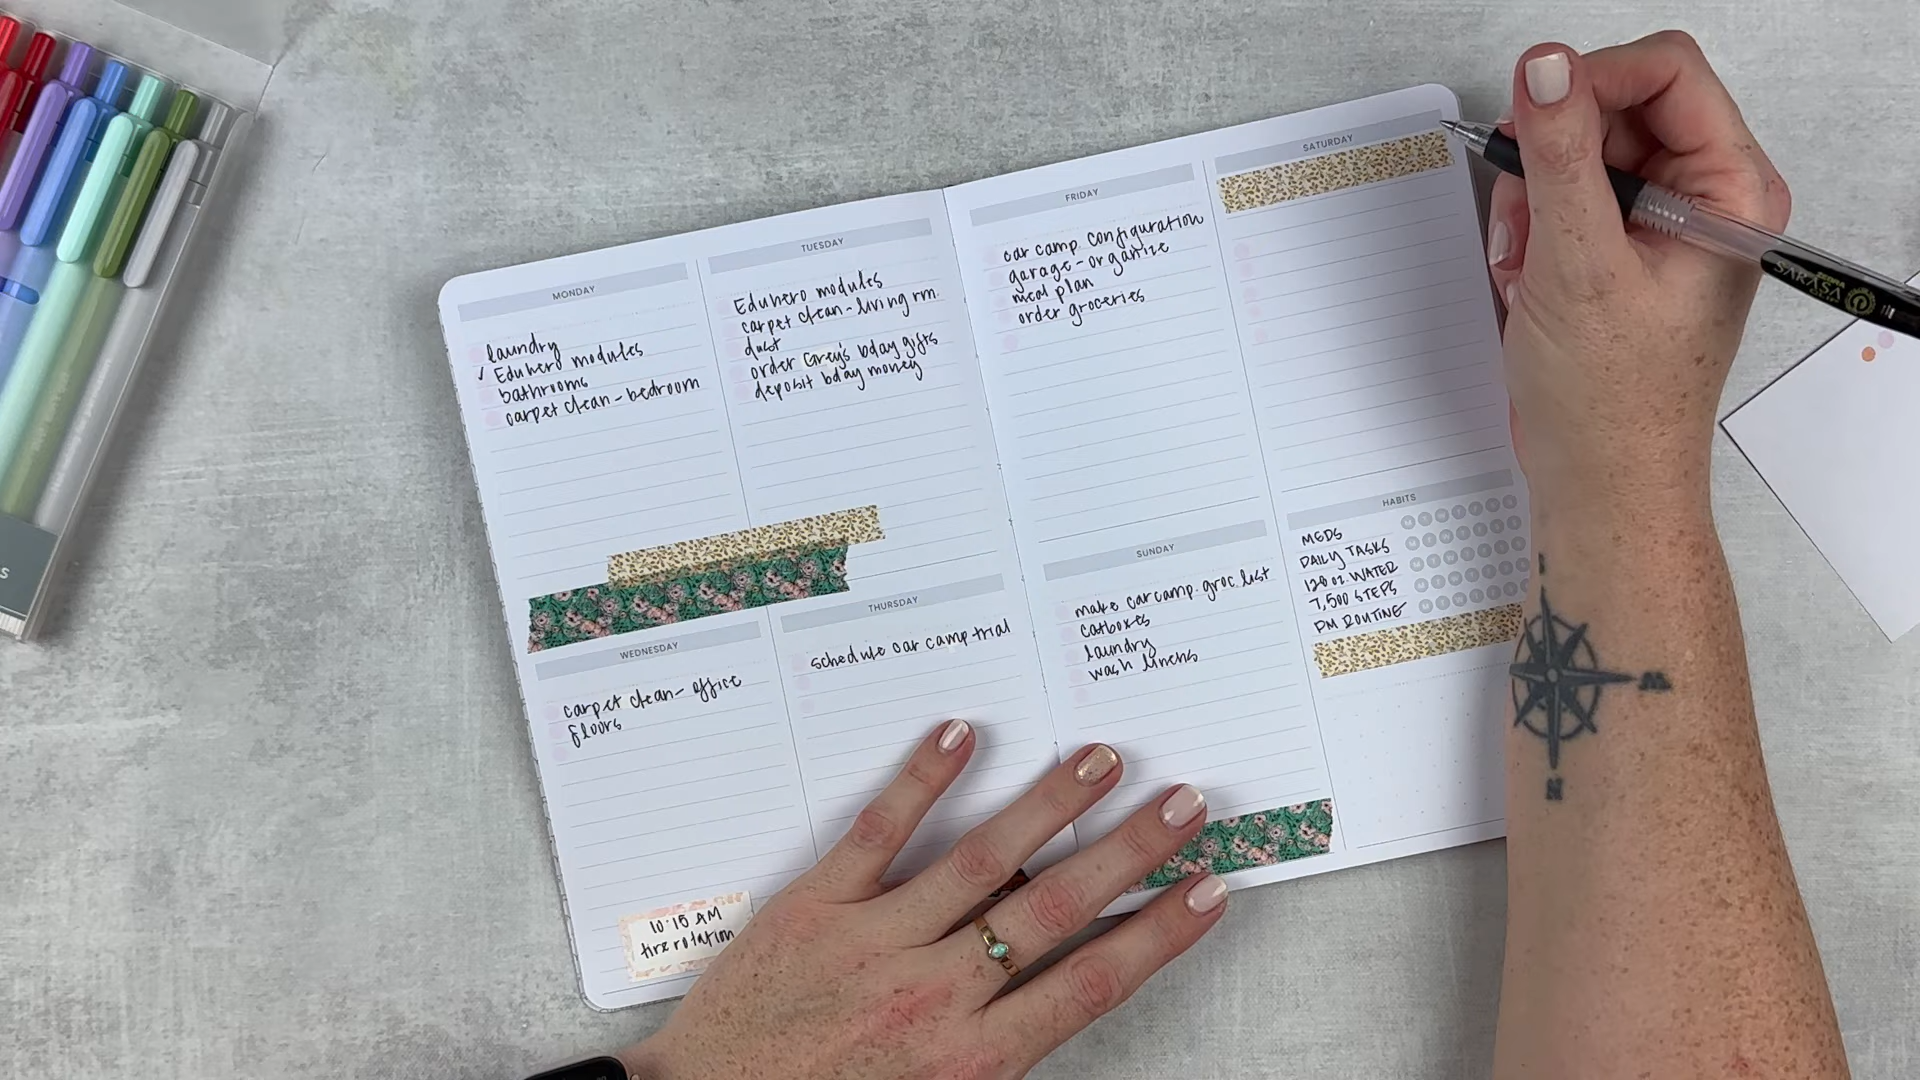 MONDAY
laundry
✓ Eduhero modules
bathrooms
carpet clean - bedroom
TUESDAY
Eduhero modules
carpet clean - living rm.
dust
order Grey's bday gifts
deposit bday money
WEDNESDAY
carpet clean - office
floors
10:15 AM
tire rotation
THURSDAY
schedule car camp trial
FRIDAY
car camp. configuration
garage - organize
meal plan
order groceries
SATURDAY
SUNDAY
make car camp. groc. list
catboxes
laundry
wash linens
HABITS
MEDS
DAILY TASKS
120 oz. WATER
7,500 STEPS
PM ROUTINE
ZEBRA
SARASA
N
s